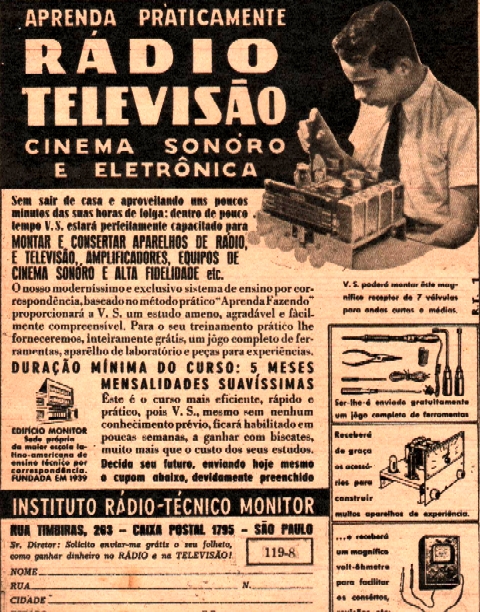 APRENDA PRATICAMENTE
RÁDIO
TELEVISÃO
CINEMA SONÓRO
E ELETRÔNICA
Sem sair de casa e aproveitando uns poucos
minutos das suas horas de folga: dentro de pouco
tempo V. S. estará perfeitamente capacitado para
MONTAR E CONSERTAR APARELHOS DE RÁDIO,
E TELEVISÃO, AMPLIFICADORES, EQUIPOS DE
CINEMA SONÓRO E ALTA FIDELIDADE etc.
O nosso moderníssimo e exclusivo sistema de ensino por cor-
respondência, baseado no método prático "Aprenda Fazendo"
proporcionará a V. S. um estudo ameno, agradável e fácil-
mente compreensível. Para o seu treinamento prático lhe
forneceremos, inteiramente grátis, um jôgo completo de fer-
ramentas, aparêlho de laboratório e peças para experiências.
DURAÇÃO MÍNIMA DO CURSO: 5 MESES
MENSALIDADES SUAVÍSSIMAS
Êste é o curso mais eficiente, rápido e
prático, pois V. S., mesmo sem nenhum
conhecimento prévio, ficará habilitado em
poucas semanas, a ganhar com biscates,
muito mais que o custo dos seus estudos.
Decida seu futuro, enviando hoje mesmo
o cupom abaixo, devidamente preenchido
EDIFÍCIO MONITOR
Sede própria
da maior escola la-
tino-americana de
ensino técnico por
correspondência.
FUNDADA EM 1939
V. S. poderá montar êste mag-
nífico receptor de 7 válvulas
para ondas curtas e médias.
Ser-lhe-á enviado gratuitamente
um jôgo completo de ferramentas
Receberá
de graça
os acessó-
rios para
construir
muitos aparelhos de experiência.
...e receberá
um magnífico
volt-ôhmetro
para facilitar
os consêrtos,
INSTITUTO RÁDIO-TÉCNICO MONITOR
RUA TIMBIRAS, 263 – CAIXA POSTAL 1795 – SÃO PAULO
Sr. Diretor: Solicito enviar-me grátis o seu folheto,
como ganhar dinheiro no RÁDIO e na TELEVISÃO!
119-8
NOME
RUA N.
CIDADE